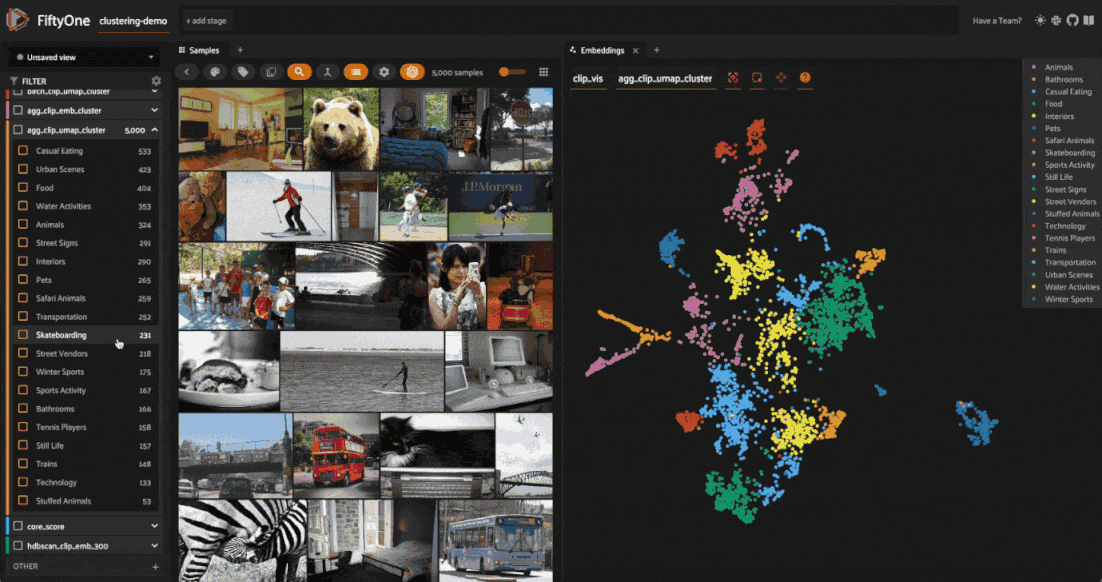 FiftyOne
clustering-demo
+ add stage
Have a Team?
Unsaved view
Samples
+
Embeddings
×
+
FILTER
5,000 samples
clip_vis
agg_clip_umap_cluster
birch_clip_umap_cluster
agg_clip_emb_cluster
agg_clip_umap_cluster 5,000
Casual Eating 533
Urban Scenes 423
Food 404
Water Activities 353
Animals 324
Street Signs 291
Interiors 290
Pets 265
Safari Animals 259
Transportation 252
Skateboarding 231
Street Vendors 218
Winter Sports 175
Sports Activity 167
Bathrooms 166
Tennis Players 158
Still Life 157
Trains 148
Technology 133
Stuffed Animals 53
core_score
hdbscan_clip_emb_300
OTHER +
STOP
J.P.Morgan
Animals
Bathrooms
Casual Eating
Food
Interiors
Pets
Safari Animals
Skateboarding
Sports Activity
Still Life
Street Signs
Street Vendors
Stuffed Animals
Technology
Tennis Players
Trains
Transportation
Urban Scenes
Water Activities
Winter Sports